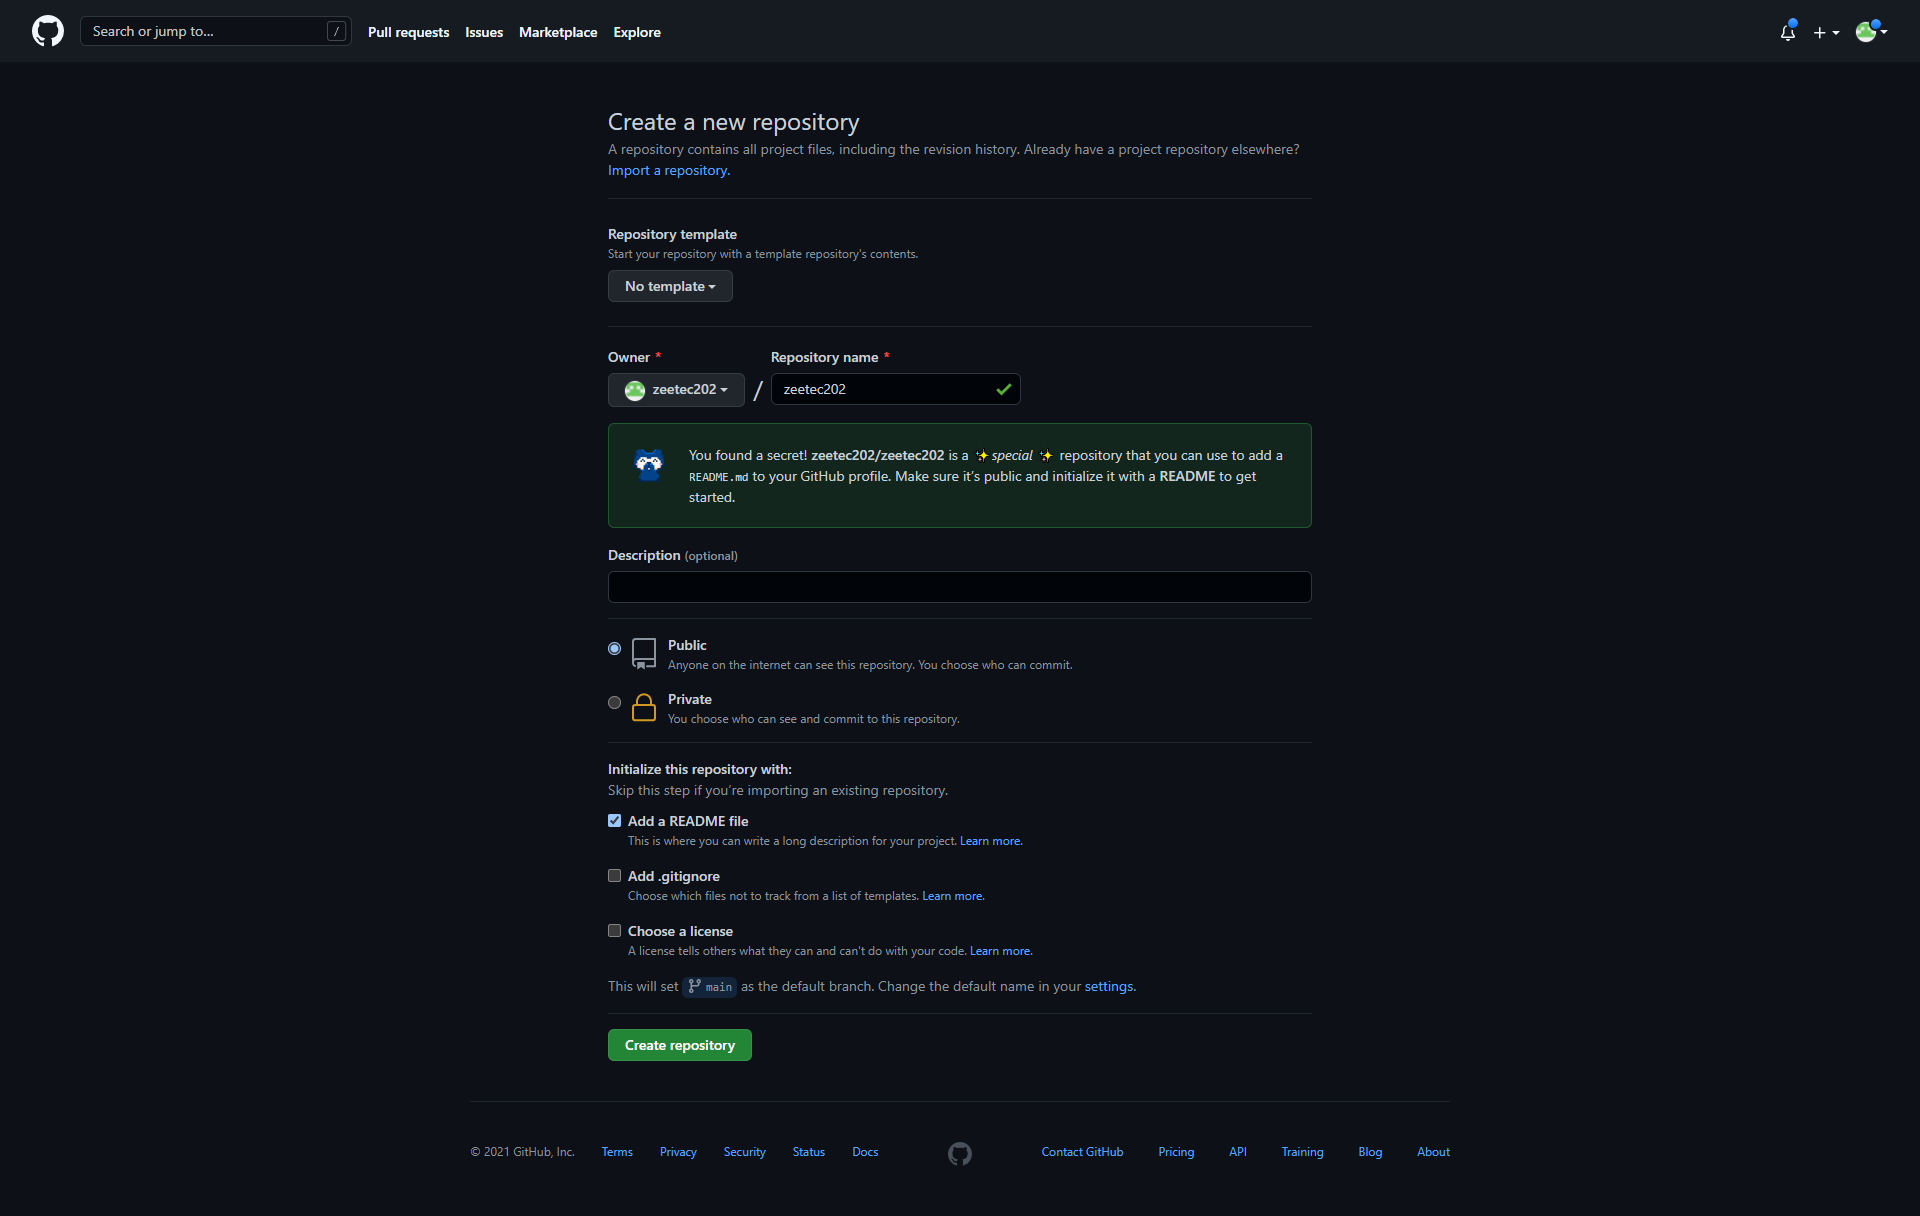 Search or jump to... /
Pull requests Issues Marketplace Explore
Create a new repository
A repository contains all project files, including the revision history. Already have a project repository elsewhere?
Import a repository.
Repository template
Start your repository with a template repository's contents.
No template
Owner * Repository name *
zeetec202 / zeetec202
You found a secret! zeetec202/zeetec202 is a ✨special ✨ repository that you can use to add a
README.md to your GitHub profile. Make sure it’s public and initialize it with a README to get
started.
Description (optional)
Public
Anyone on the internet can see this repository. You choose who can commit.
Private
You choose who can see and commit to this repository.
Initialize this repository with:
Skip this step if you’re importing an existing repository.
Add a README file
This is where you can write a long description for your project. Learn more.
Add .gitignore
Choose which files not to track from a list of templates. Learn more.
Choose a license
A license tells others what they can and can't do with your code. Learn more.
This will set main as the default branch. Change the default name in your settings.
Create repository
© 2021 GitHub, Inc. Terms Privacy Security Status Docs Contact GitHub Pricing API Training Blog About